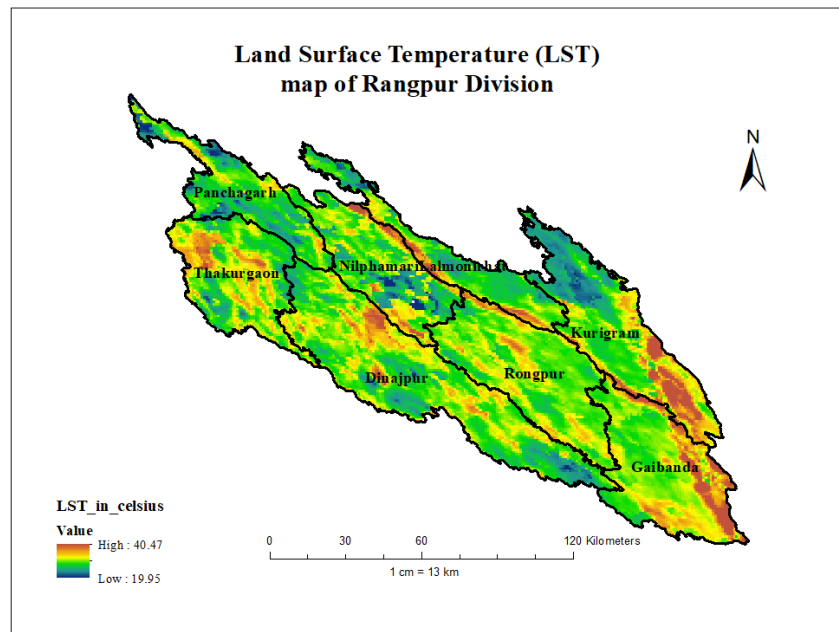 Land Surface Temperature (LST)
map of Rangpur Division
N
Panchagarh
Thakurgaon
Nilphamari
Kurigram
Rongpur
Dinajpur
Gaibanda
LST_in_celsius
Value
High : 40.47
Low : 19.95
0 30 60 120 Kilometers
1 cm = 13 km